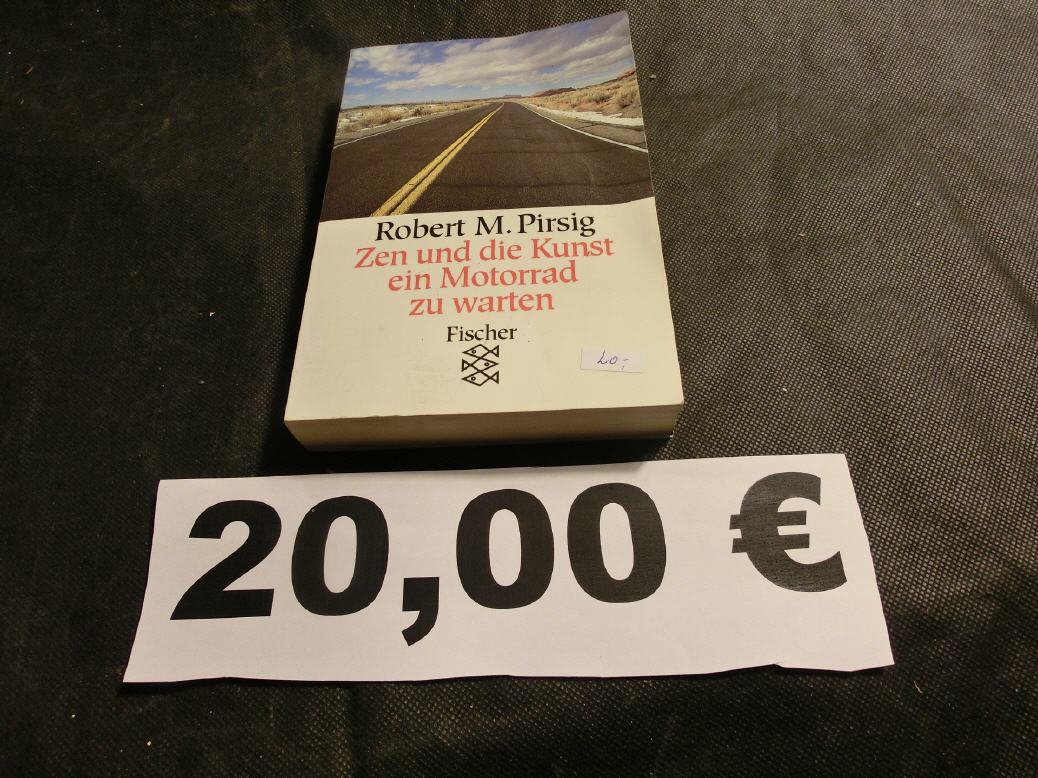 Robert M. Pirsig
Zen und die Kunst
ein Motorrad
zu warten
Fischer
20,-
20,00 €